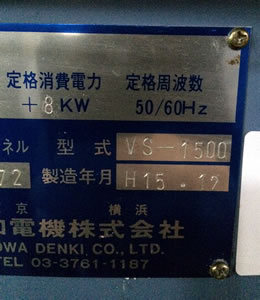 定格消費電力 定格周波数
+8KW 50/60Hz
ネル 型式 VS-1500
72 製造年月 H15.12
京 横浜
和電機株式会社
OWA DENKI, CO., LTD.
TEL 03-3761-1187